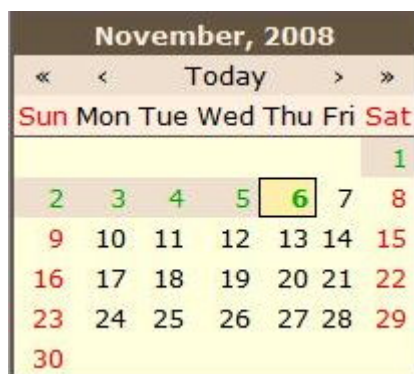 November, 2008
« ‹ Today › »
Sun Mon Tue Wed Thu Fri Sat
1
2 3 4 5 6 7 8
9 10 11 12 13 14 15
16 17 18 19 20 21 22
23 24 25 26 27 28 29
30